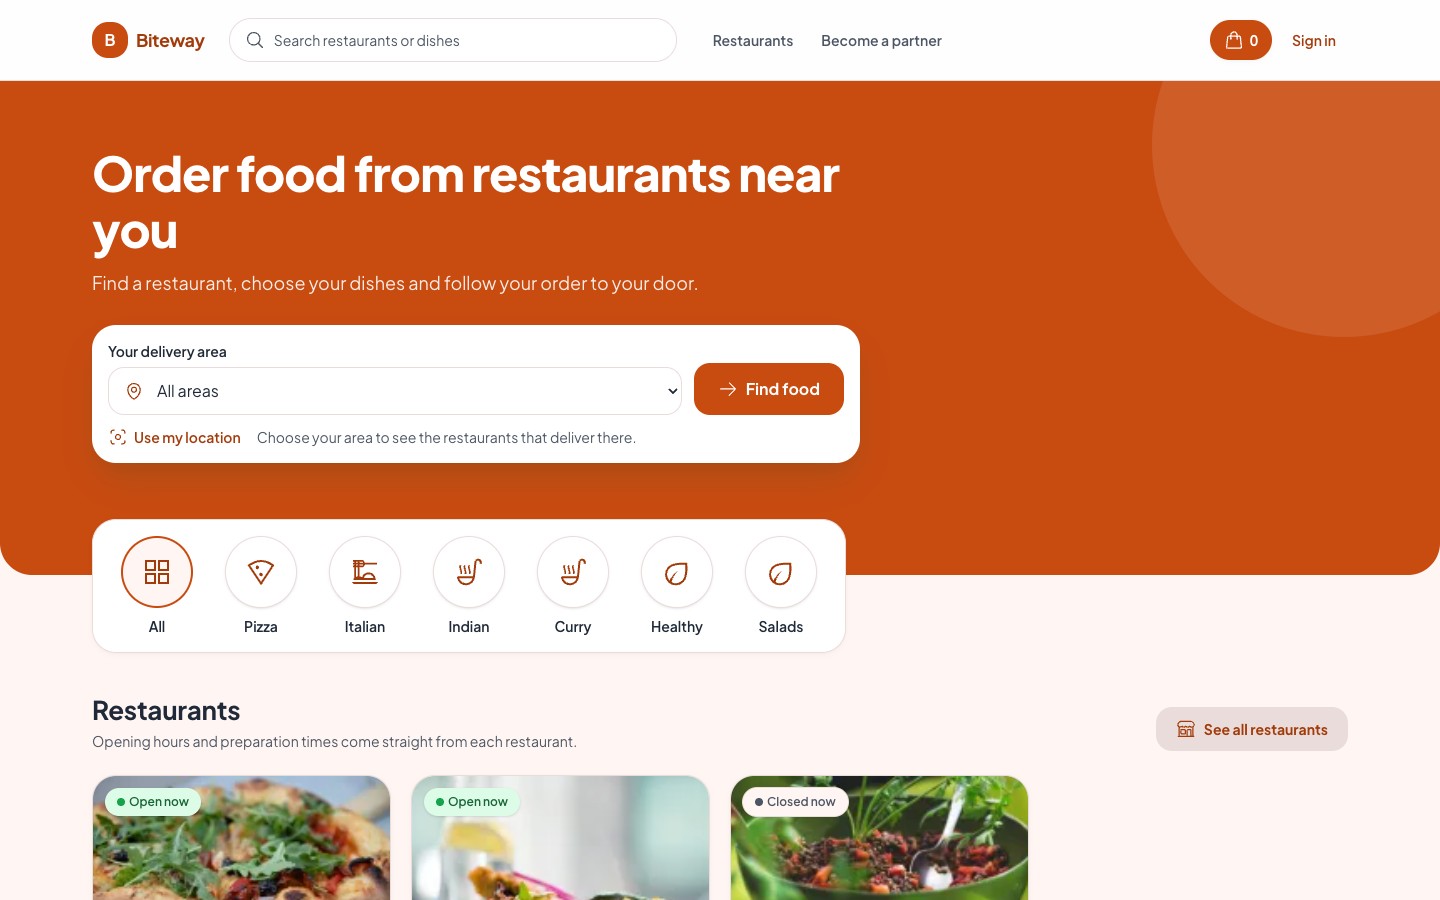 B Biteway
Search restaurants or dishes
Restaurants
Become a partner
0
Sign in
Order food from restaurants near
you
Find a restaurant, choose your dishes and follow your order to your door.
Your delivery area
All areas
Find food
Use my location
Choose your area to see the restaurants that deliver there.
All
Pizza
Italian
Indian
Curry
Healthy
Salads
Restaurants
Opening hours and preparation times come straight from each restaurant.
See all restaurants
Open now
Open now
Closed now